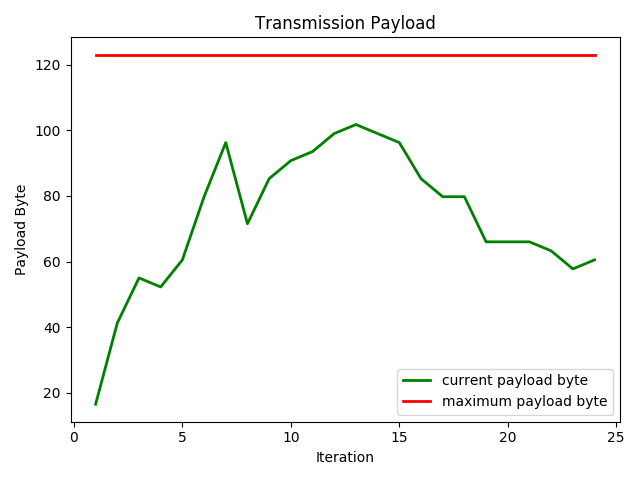 Transmission Payload
Payload Byte
120
100
80
60
40
20
0
5
10
15
20
25
Iteration
current payload byte
maximum payload byte